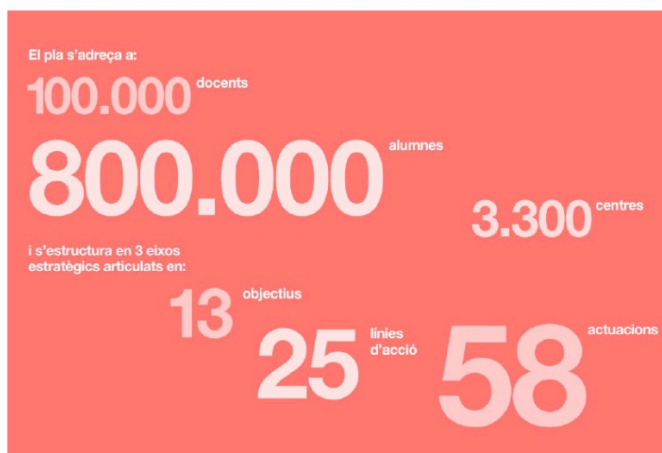 El pla s'adreça a:
100.000 docents
800.000 alumnes
3.300 centres
i s'estructura en 3 eixos
estratègics articulats en:
13 objectius
25 línies
d'acció
58 actuacions